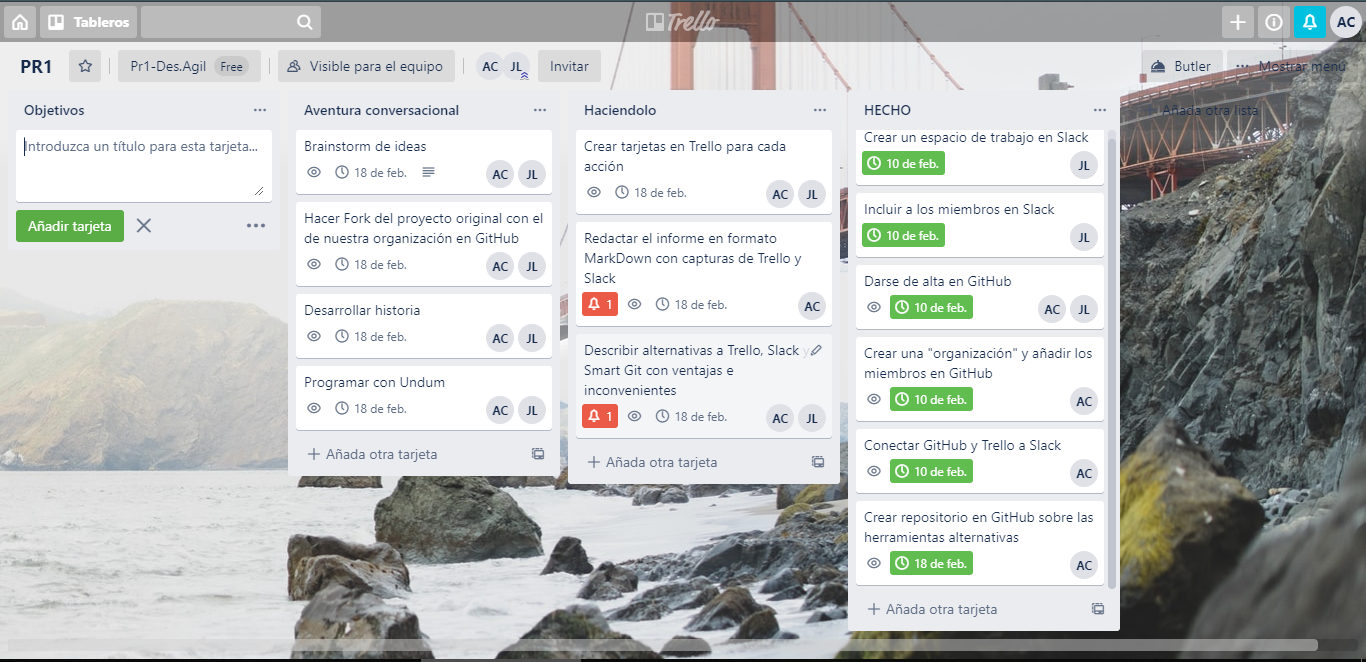 Tableros
Trello
AC
PR1
Pr1-Des.Agil Free
Visible para el equipo
AC JL
Invitar
Butler
Mostrar menú
Objetivos
Introduzca un título para esta tarjeta...
Añadir tarjeta
Aventura conversacional
Brainstorm de ideas
18 de feb.
AC JL
Hacer Fork del proyecto original con el
de nuestra organización en GitHub
18 de feb.
AC JL
Desarrollar historia
18 de feb.
AC JL
Programar con Undum
18 de feb.
AC JL
Añada otra tarjeta
Haciendolo
Crear tarjetas en Trello para cada
acción
18 de feb.
AC JL
Redactar el informe en formato
MarkDown con capturas de Trello y
Slack
1 18 de feb.
AC
Describir alternativas a Trello, Slack y
Smart Git con ventajas e
inconvenientes
1 18 de feb.
AC JL
Añada otra tarjeta
HECHO
Crear un espacio de trabajo en Slack
10 de feb.
JL
Incluir a los miembros en Slack
10 de feb.
JL
Darse de alta en GitHub
10 de feb.
AC JL
Crear una "organización" y añadir los
miembros en GitHub
10 de feb.
AC
Conectar GitHub y Trello a Slack
10 de feb.
AC
Crear repositorio en GitHub sobre las
herramientas alternativas
18 de feb.
AC
Añada otra tarjeta
Añada otra lista